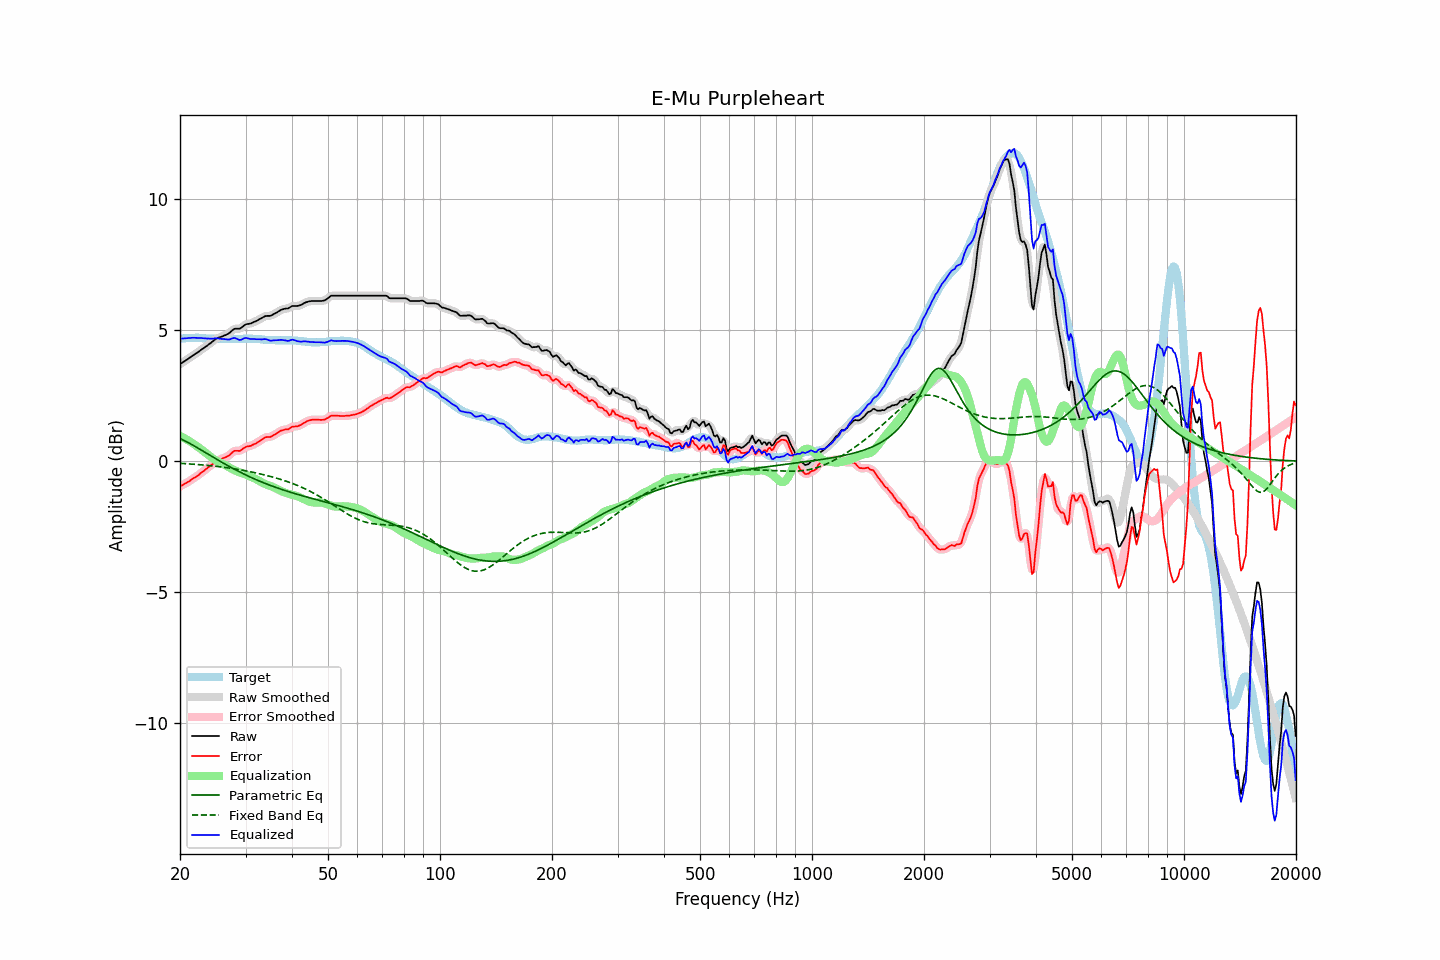 E-Mu Purpleheart
Amplitude (dBr)
10
5
0
−5
−10
Target
Raw Smoothed
Error Smoothed
Raw
Error
Equalization
Parametric Eq
Fixed Band Eq
Equalized
20 50 100 200 500 1000 2000 5000 10000 20000
Frequency (Hz)